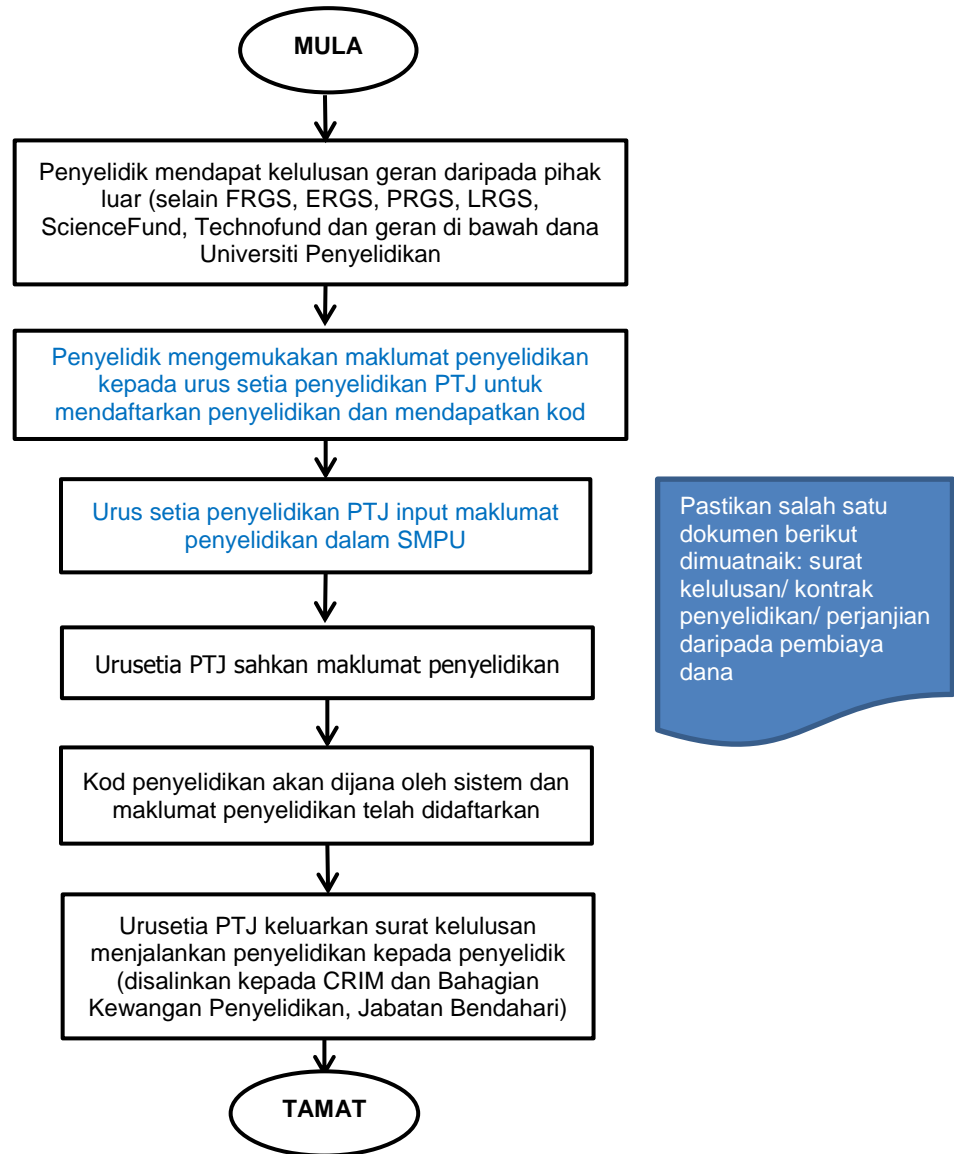 MULA
Penyelidik mendapat kelulusan geran daripada pihak
luar (selain FRGS, ERGS, PRGS, LRGS,
ScienceFund, Technofund dan geran di bawah dana
Universiti Penyelidikan
Penyelidik mengemukakan maklumat penyelidikan
kepada urus setia penyelidikan PTJ untuk
mendaftarkan penyelidikan dan mendapatkan kod
Urus setia penyelidikan PTJ input maklumat
penyelidikan dalam SMPU
Pastikan salah satu
dokumen berikut
dimuatnaik: surat
kelulusan/ kontrak
penyelidikan/ perjanjian
daripada pembiaya
dana
Urusetia PTJ sahkan maklumat penyelidikan
Kod penyelidikan akan dijana oleh sistem dan
maklumat penyelidikan telah didaftarkan
Urusetia PTJ keluarkan surat kelulusan
menjalankan penyelidikan kepada penyelidik
(disalinkan kepada CRIM dan Bahagian
Kewangan Penyelidikan, Jabatan Bendahari)
TAMAT